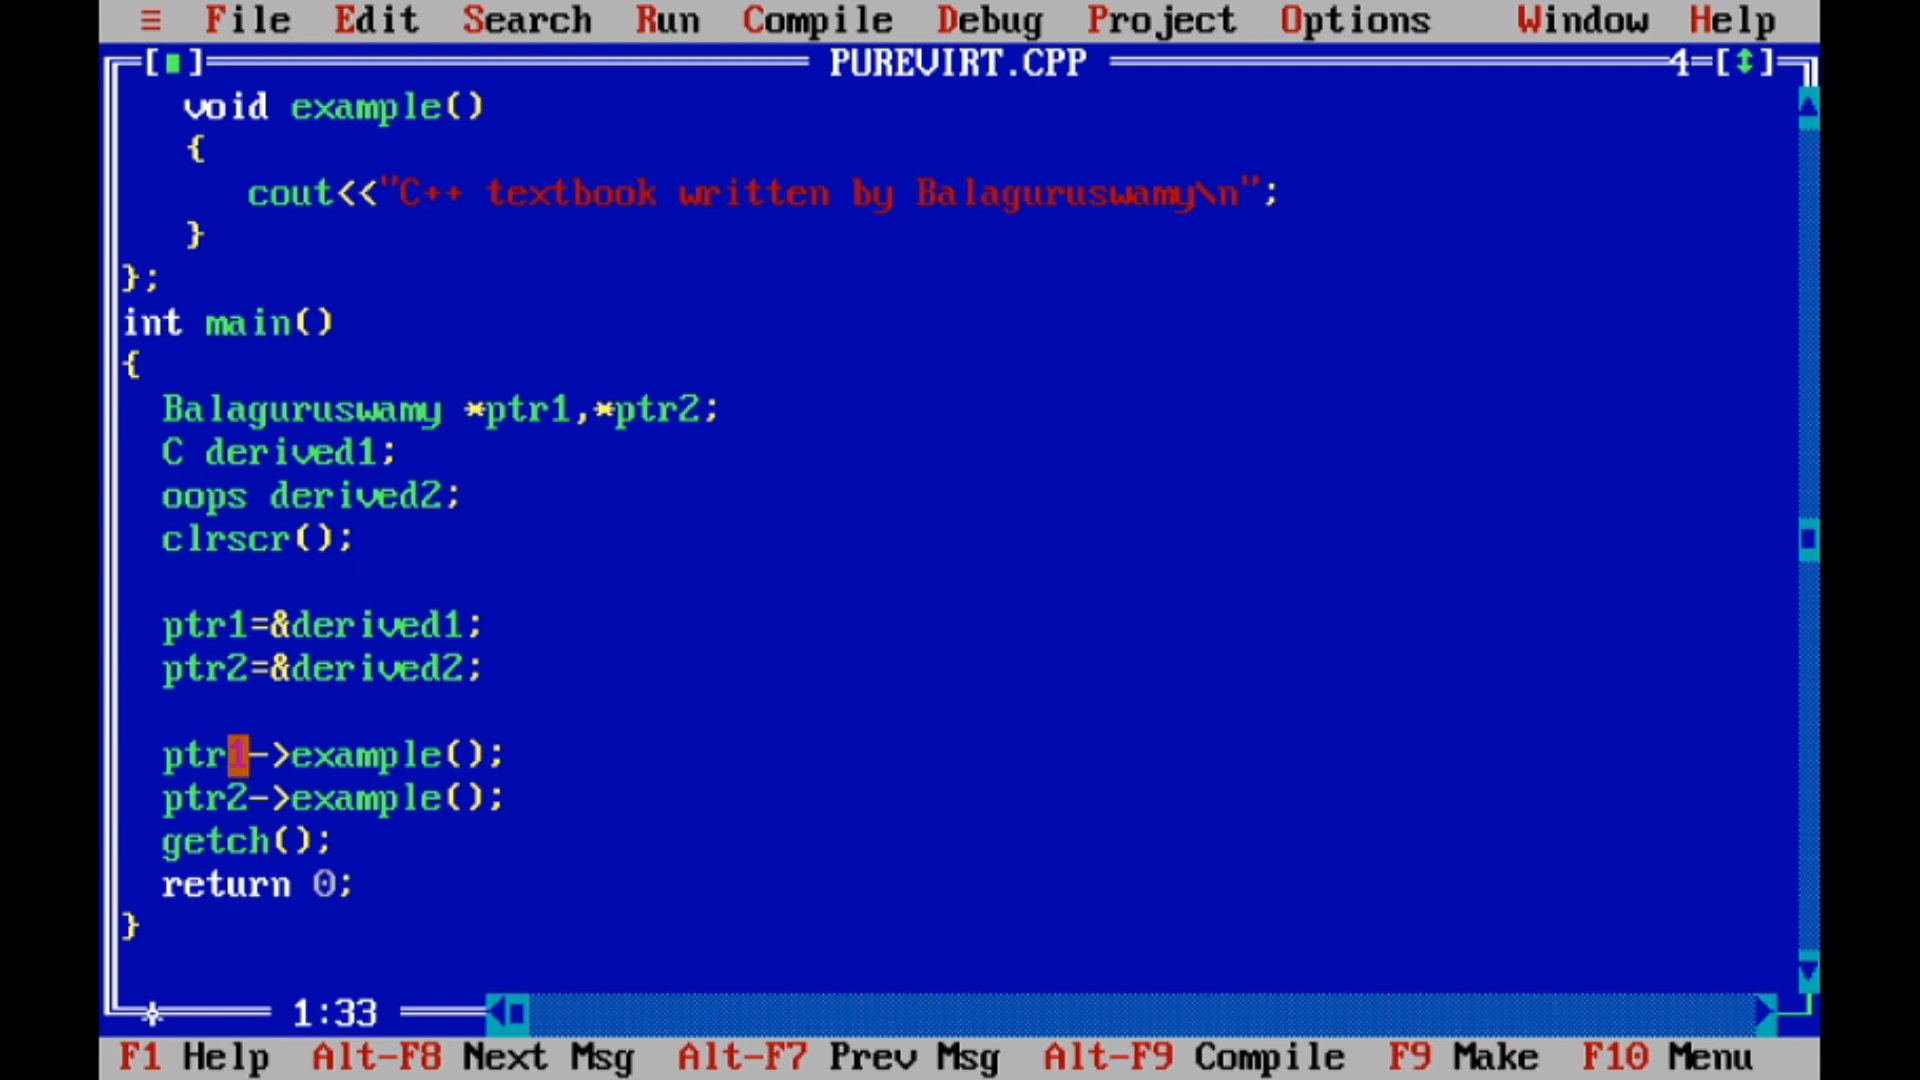 ≡ File Edit Search Run Compile Debug Project Options Window Help
[■] PUREVIRT.CPP 4=[↕]
void example()
{
cout<<"C++ textbook written by Balaguruswamy\n";
}
};
int main()
{
Balaguruswamy *ptr1,*ptr2;
C derived1;
oops derived2;
clrscr();
ptr1=&derived1;
ptr2=&derived2;
ptr1->example();
ptr2->example();
getch();
return 0;
}
1:33
F1 Help Alt-F8 Next Msg Alt-F7 Prev Msg Alt-F9 Compile F9 Make F10 Menu